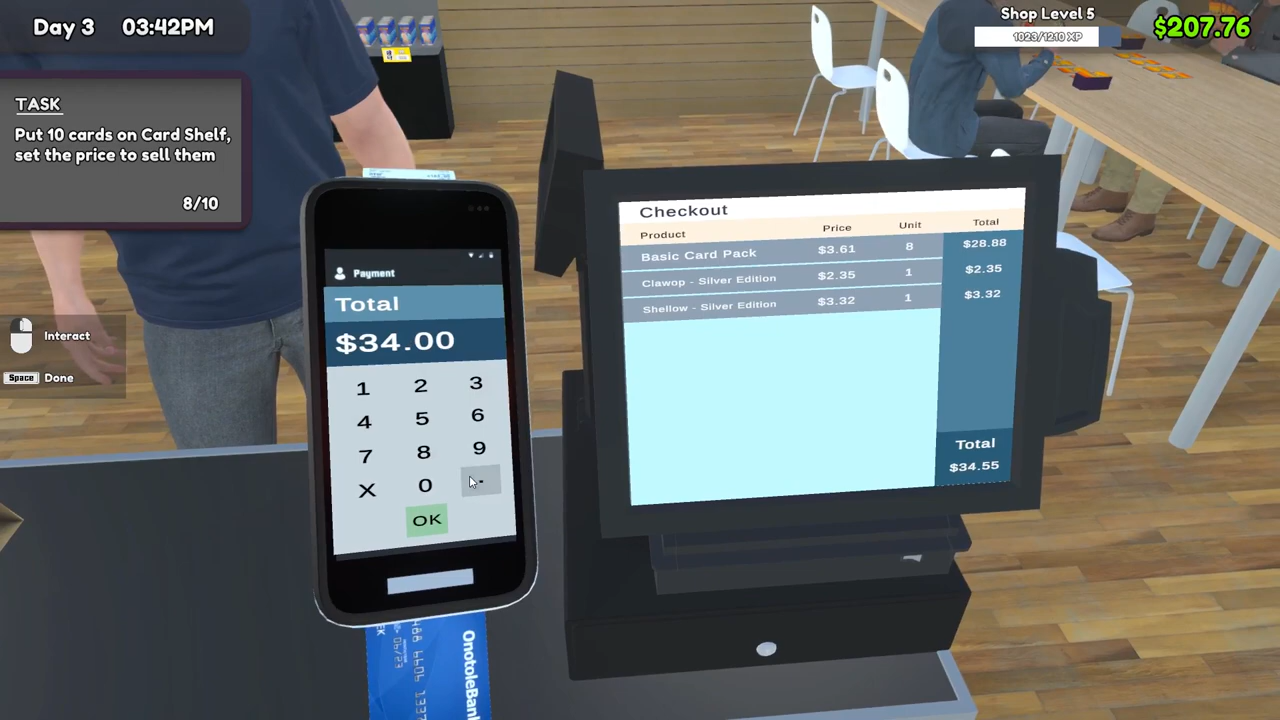 Day 3 03:42PM
Shop Level 5
1023/1210 XP
$207.76
TASK
Put 10 cards on Card Shelf,
set the price to sell them
8/10
Interact
Space Done
Payment
Total
$34.00
1 2 3
4 5 6
7 8 9
X 0 .
OK
Checkout
Product Price Unit Total
Basic Card Pack $3.61 8 $28.88
Clawop - Silver Edition $2.35 1 $2.35
Shellow - Silver Edition $3.32 1 $3.32
Total
$34.55
OnotoleBank